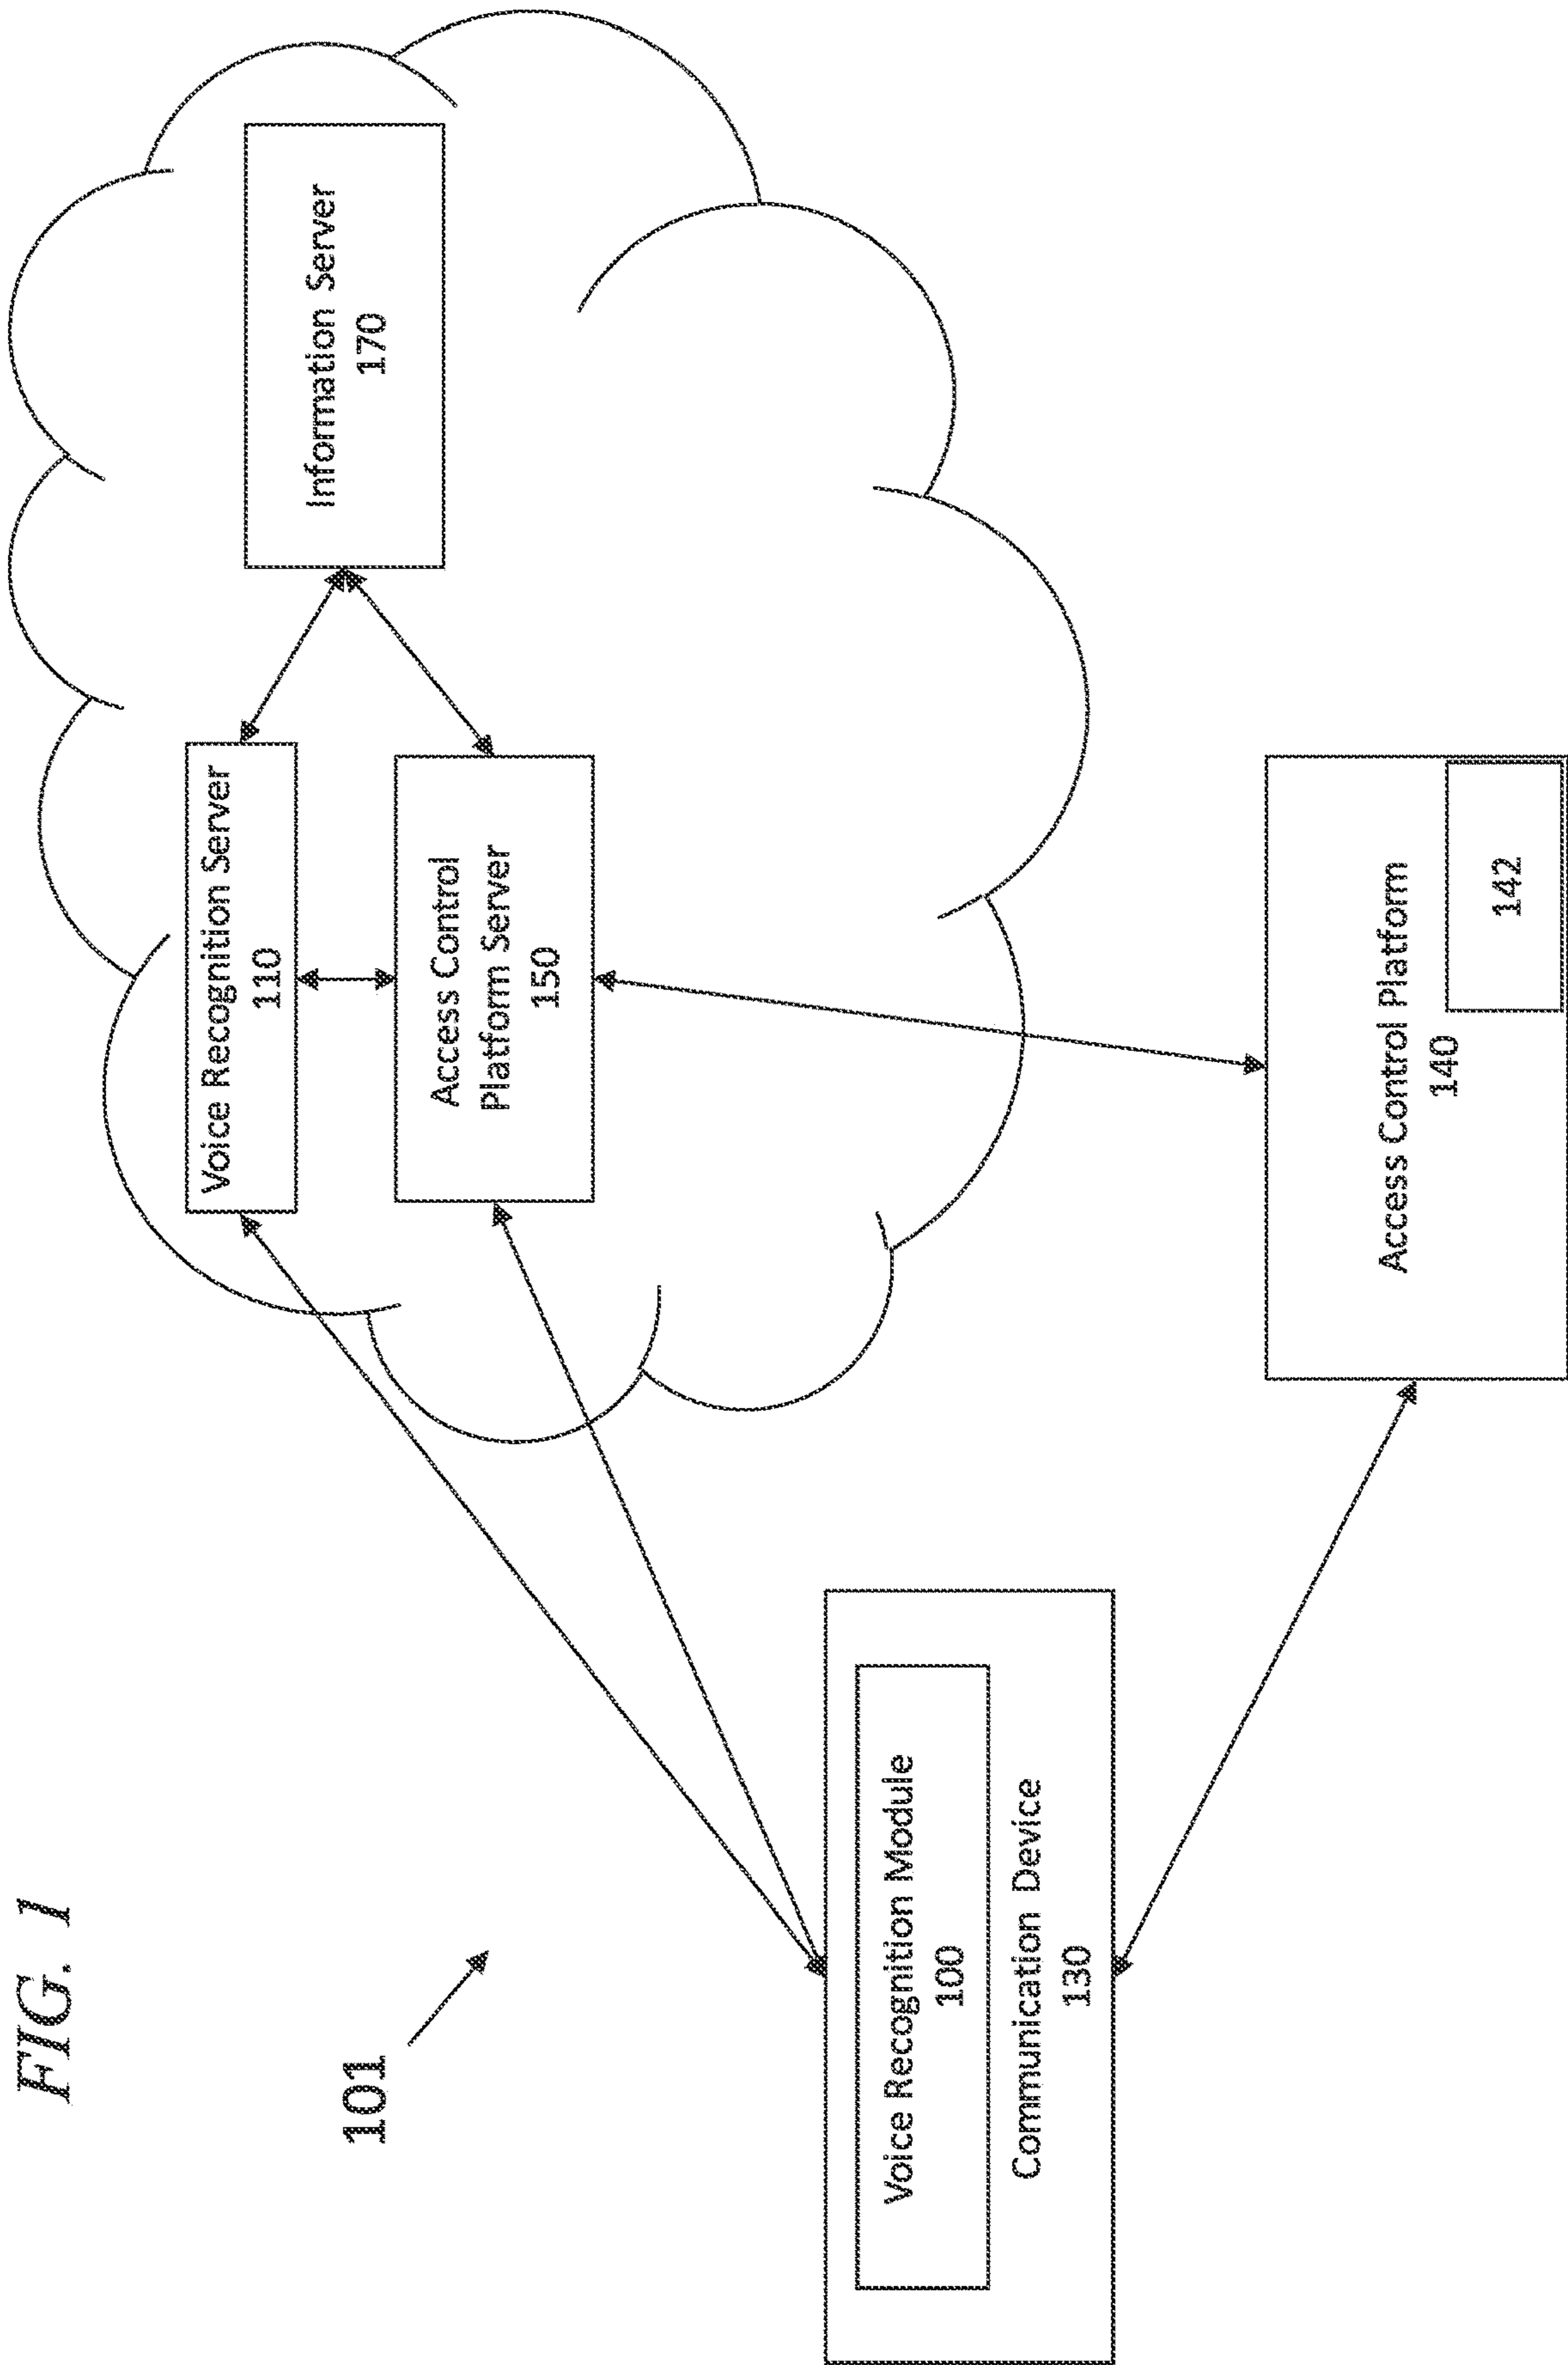 FIG. 1
101
Voice Recognition Server
110
Access Control
Platform Server
150
Information Server
170
Voice Recognition Module
100
Communication Device
130
Access Control Platform
140
142